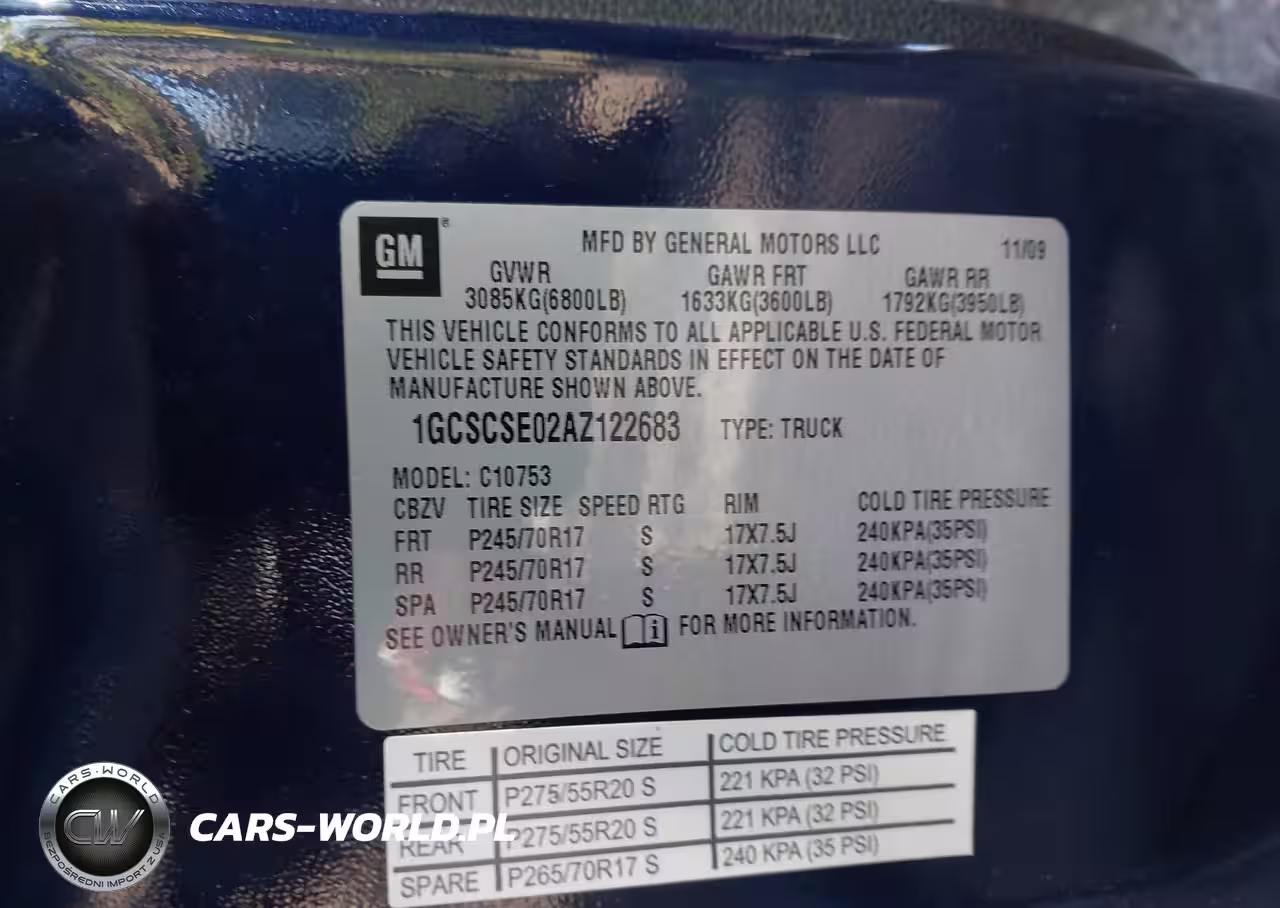 GM ®
MFD BY GENERAL MOTORS LLC 11/09
GVWR GAWR FRT GAWR RR
3085KG(6800LB) 1633KG(3600LB) 1792KG(3950LB)
THIS VEHICLE CONFORMS TO ALL APPLICABLE U.S. FEDERAL MOTOR
VEHICLE SAFETY STANDARDS IN EFFECT ON THE DATE OF
MANUFACTURE SHOWN ABOVE.
1GCSCSE02AZ122683 TYPE: TRUCK
MODEL: C10753
CBZV TIRE SIZE SPEED RTG RIM COLD TIRE PRESSURE
FRT P245/70R17 S 17X7.5J 240KPA(35PSI)
RR P245/70R17 S 17X7.5J 240KPA(35PSI)
SPA P245/70R17 S 17X7.5J 240KPA(35PSI)
SEE OWNER'S MANUAL i FOR MORE INFORMATION.
TIRE ORIGINAL SIZE COLD TIRE PRESSURE
FRONT P275/55R20 S 221 KPA (32 PSI)
REAR P275/55R20 S 221 KPA (32 PSI)
SPARE P265/70R17 S 240 KPA (35 PSI)
CARS-WORLD
CW
BEZPOŚREDNI IMPORT Z USA
CARS-WORLD.PL